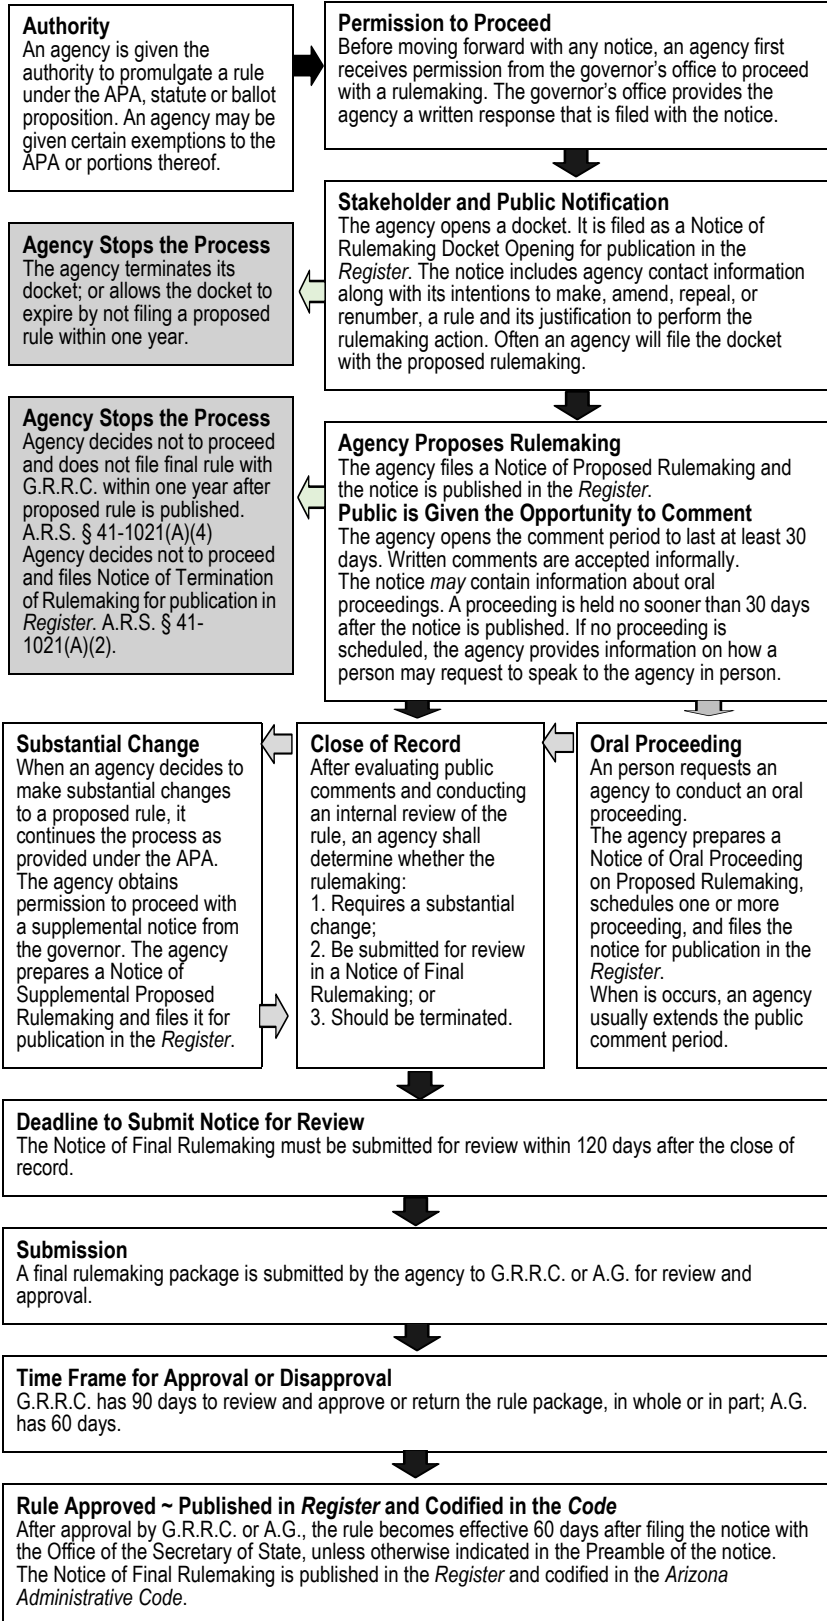 Authority
An agency is given the
authority to promulgate a rule
under the APA, statute or ballot
proposition. An agency may be
given certain exemptions to the
APA or portions thereof.
Permission to Proceed
Before moving forward with any notice, an agency first
receives permission from the governor’s office to proceed
with a rulemaking. The governor’s office provides the
agency a written response that is filed with the notice.
Stakeholder and Public Notification
The agency opens a docket. It is filed as a Notice of
Rulemaking Docket Opening for publication in the
Register. The notice includes agency contact information
along with its intentions to make, amend, repeal, or
renumber, a rule and its justification to perform the
rulemaking action. Often an agency will file the docket
with the proposed rulemaking.
Agency Stops the Process
The agency terminates its
docket; or allows the docket to
expire by not filing a proposed
rule within one year.
Agency Stops the Process
Agency decides not to proceed
and does not file final rule with
G.R.R.C. within one year after
proposed rule is published.
A.R.S. § 41-1021(A)(4)
Agency decides not to proceed
and files Notice of Termination
of Rulemaking for publication in
Register. A.R.S. § 41-
1021(A)(2).
Agency Proposes Rulemaking
The agency files a Notice of Proposed Rulemaking and
the notice is published in the Register.
Public is Given the Opportunity to Comment
The agency opens the comment period to last at least 30
days. Written comments are accepted informally.
The notice may contain information about oral
proceedings. A proceeding is held no sooner than 30 days
after the notice is published. If no proceeding is
scheduled, the agency provides information on how a
person may request to speak to the agency in person.
Substantial Change
When an agency decides to
make substantial changes
to a proposed rule, it
continues the process as
provided under the APA.
The agency obtains
permission to proceed with
a supplemental notice from
the governor. The agency
prepares a Notice of
Supplemental Proposed
Rulemaking and files it for
publication in the Register.
Close of Record
After evaluating public
comments and conducting
an internal review of the
rule, an agency shall
determine whether the
rulemaking:
1. Requires a substantial
change;
2. Be submitted for review
in a Notice of Final
Rulemaking; or
3. Should be terminated.
Oral Proceeding
An person requests an
agency to conduct an oral
proceeding.
The agency prepares a
Notice of Oral Proceeding
on Proposed Rulemaking,
schedules one or more
proceeding, and files the
notice for publication in the
Register.
When is occurs, an agency
usually extends the public
comment period.
Deadline to Submit Notice for Review
The Notice of Final Rulemaking must be submitted for review within 120 days after the close of
record.
Submission
A final rulemaking package is submitted by the agency to G.R.R.C. or A.G. for review and
approval.
Time Frame for Approval or Disapproval
G.R.R.C. has 90 days to review and approve or return the rule package, in whole or in part; A.G.
has 60 days.
Rule Approved ~ Published in Register and Codified in the Code
After approval by G.R.R.C. or A.G., the rule becomes effective 60 days after filing the notice with
the Office of the Secretary of State, unless otherwise indicated in the Preamble of the notice.
The Notice of Final Rulemaking is published in the Register and codified in the Arizona
Administrative Code.